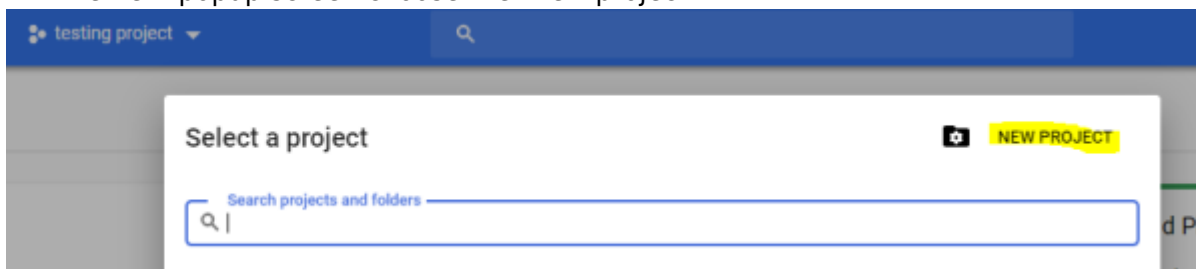 testing project
Select a project
NEW PROJECT
Search projects and folders
d P